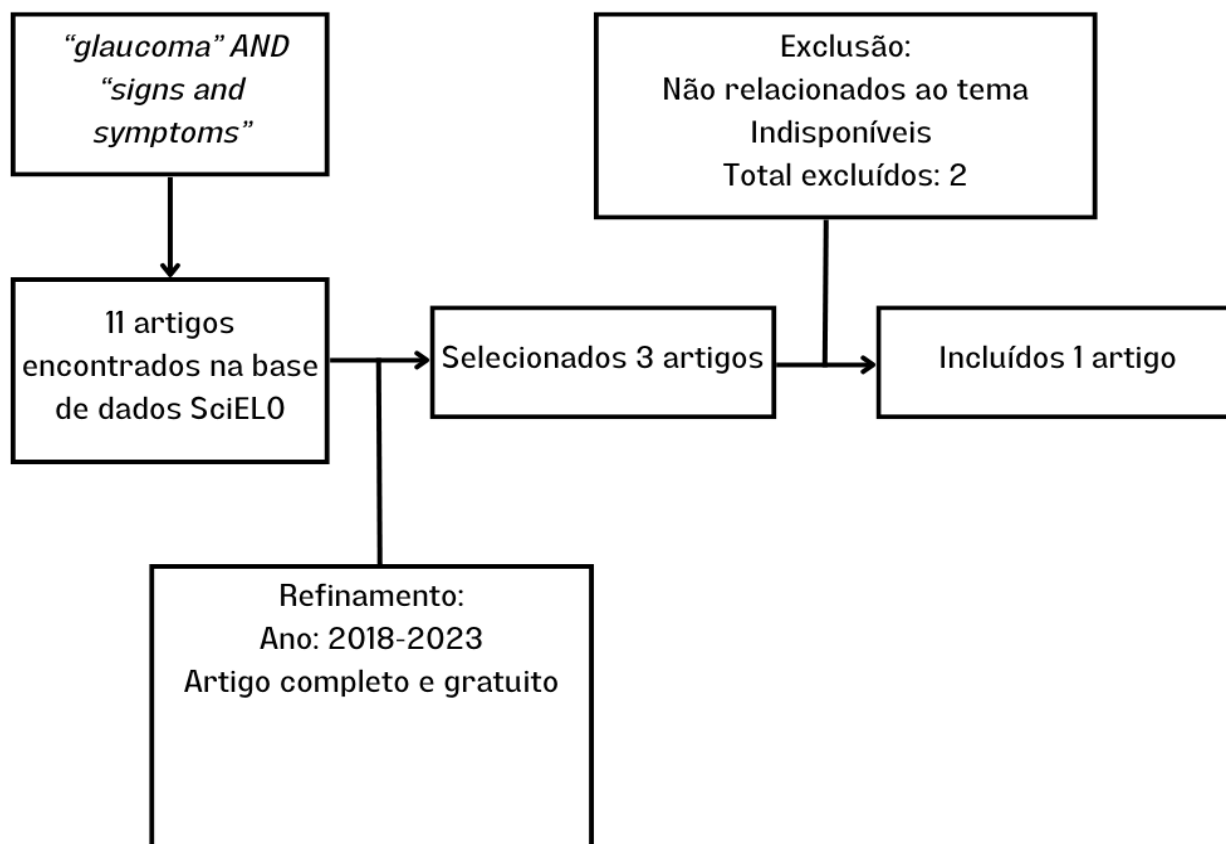 “glaucoma” AND
“signs and
symptoms”
Exclusão:
Não relacionados ao tema
Indisponíveis
Total excluídos: 2
11 artigos
encontrados na base
de dados SciELO
Selecionados 3 artigos
Incluídos 1 artigo
Refinamento:
Ano: 2018-2023
Artigo completo e gratuito